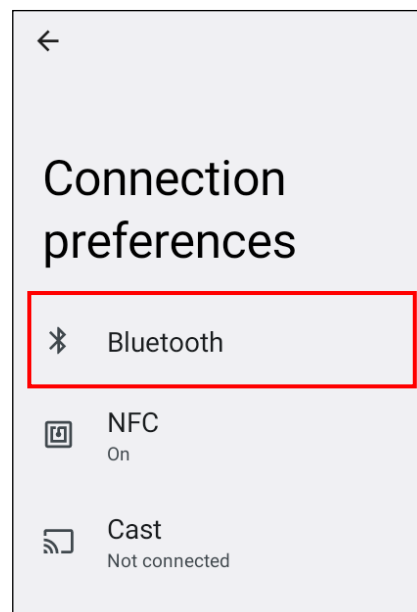 Connection
preferences
Bluetooth
NFC
On
Cast
Not connected